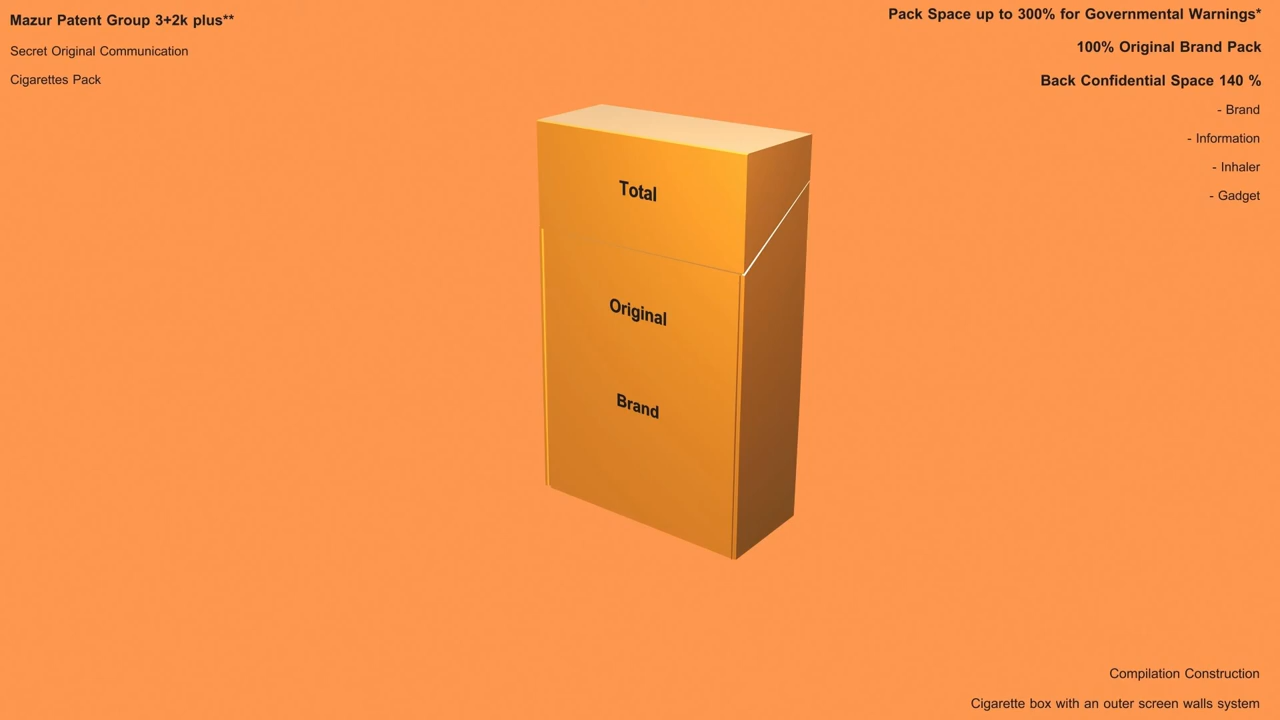 Mazur Patent Group 3+2k plus**
Secret Original Communication
Cigarettes Pack
Pack Space up to 300% for Governmental Warnings*
100% Original Brand Pack
Back Confidential Space 140 %
- Brand
- Information
- Inhaler
- Gadget
Total
Original
Brand
Compilation Construction
Cigarette box with an outer screen walls system